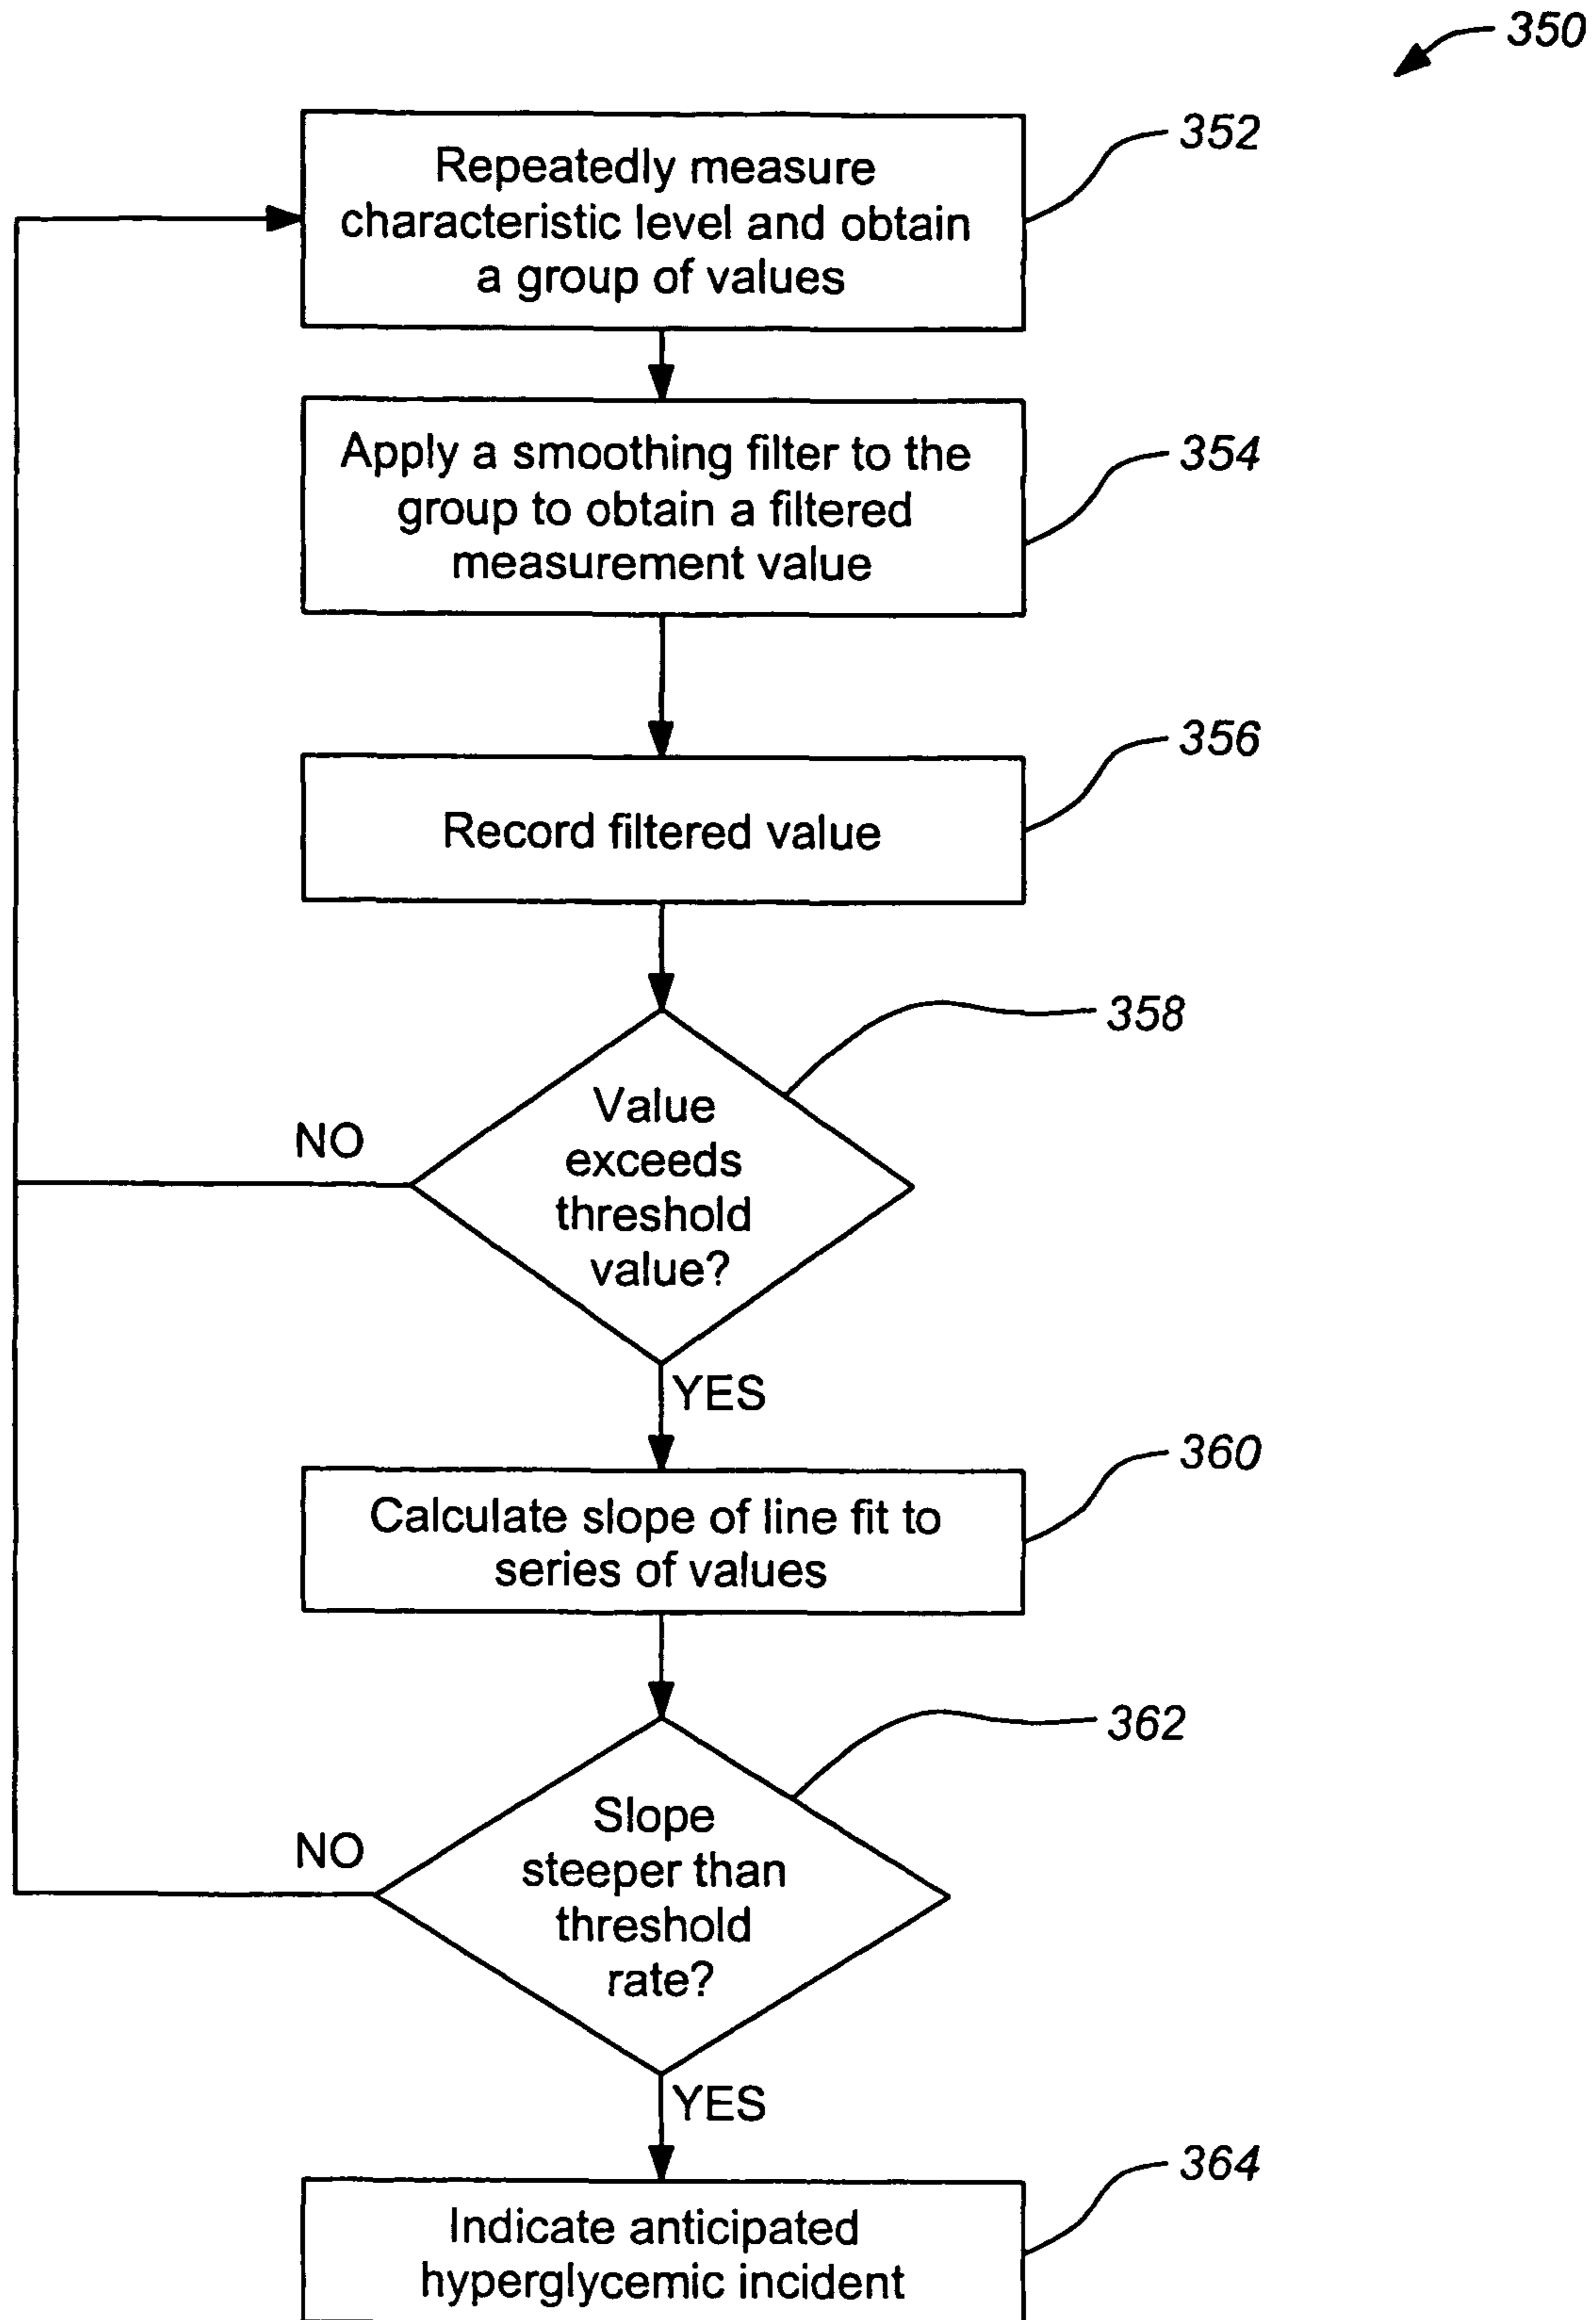 350
352
Repeatedly measure
characteristic level and obtain
a group of values
354
Apply a smoothing filter to the
group to obtain a filtered
measurement value
356
Record filtered value
358
Value
exceeds
threshold
value?
NO
YES
360
Calculate slope of line fit to
series of values
362
Slope
steeper than
threshold
rate?
NO
YES
364
Indicate anticipated
hyperglycemic incident